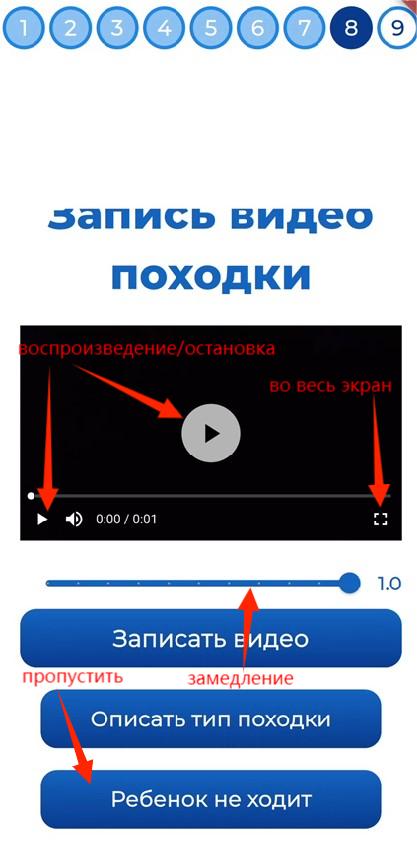 1 2 3 4 5 6 7 8 9
Запись видео
походки
воспроизведение/остановка
во весь экран
0:00 / 0:01
1.0
Записать видео
пропустить
замедление
Описать тип походки
Ребенок не ходит